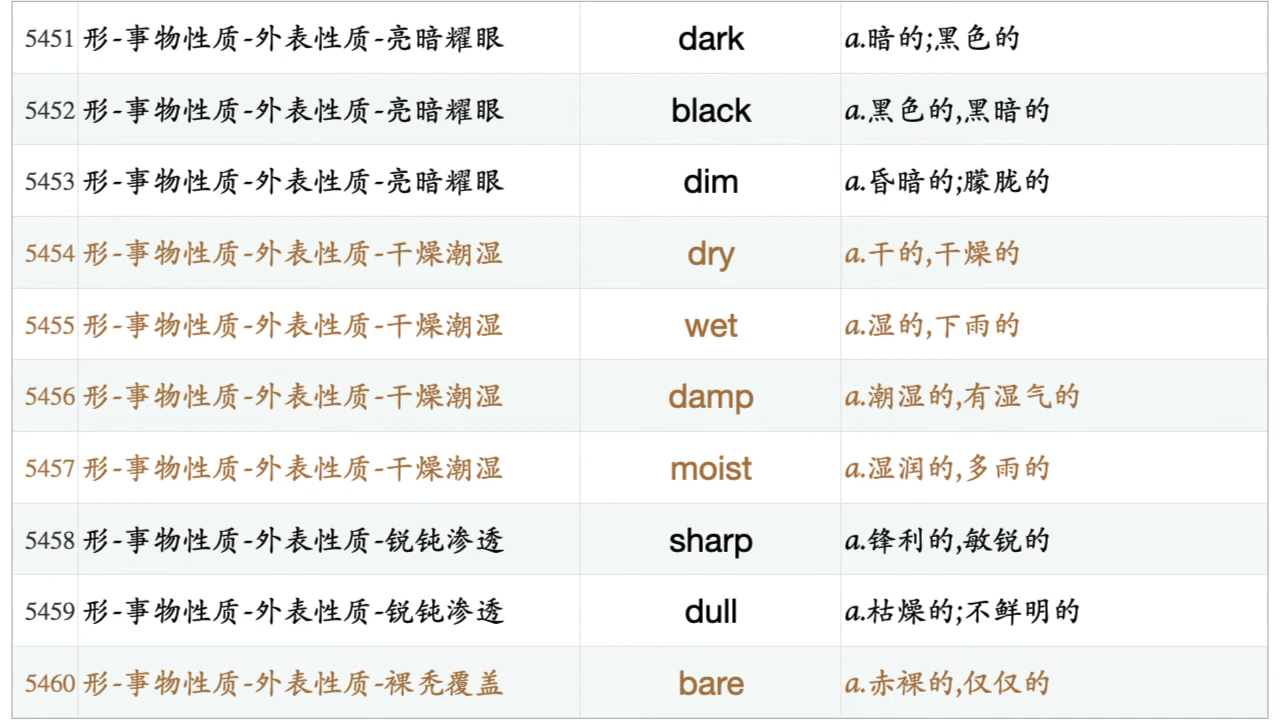 5451 形-事物性质-外表性质-亮暗耀眼 dark a.暗的;黑色的
5452 形-事物性质-外表性质-亮暗耀眼 black a.黑色的,黑暗的
5453 形-事物性质-外表性质-亮暗耀眼 dim a.昏暗的;朦胧的
5454 形-事物性质-外表性质-干燥潮湿 dry a.干的,干燥的
5455 形-事物性质-外表性质-干燥潮湿 wet a.湿的,下雨的
5456 形-事物性质-外表性质-干燥潮湿 damp a.潮湿的,有湿气的
5457 形-事物性质-外表性质-干燥潮湿 moist a.湿润的,多雨的
5458 形-事物性质-外表性质-锐钝渗透 sharp a.锋利的,敏锐的
5459 形-事物性质-外表性质-锐钝渗透 dull a.枯燥的;不鲜明的
5460 形-事物性质-外表性质-裸秃覆盖 bare a.赤裸的,仅仅的